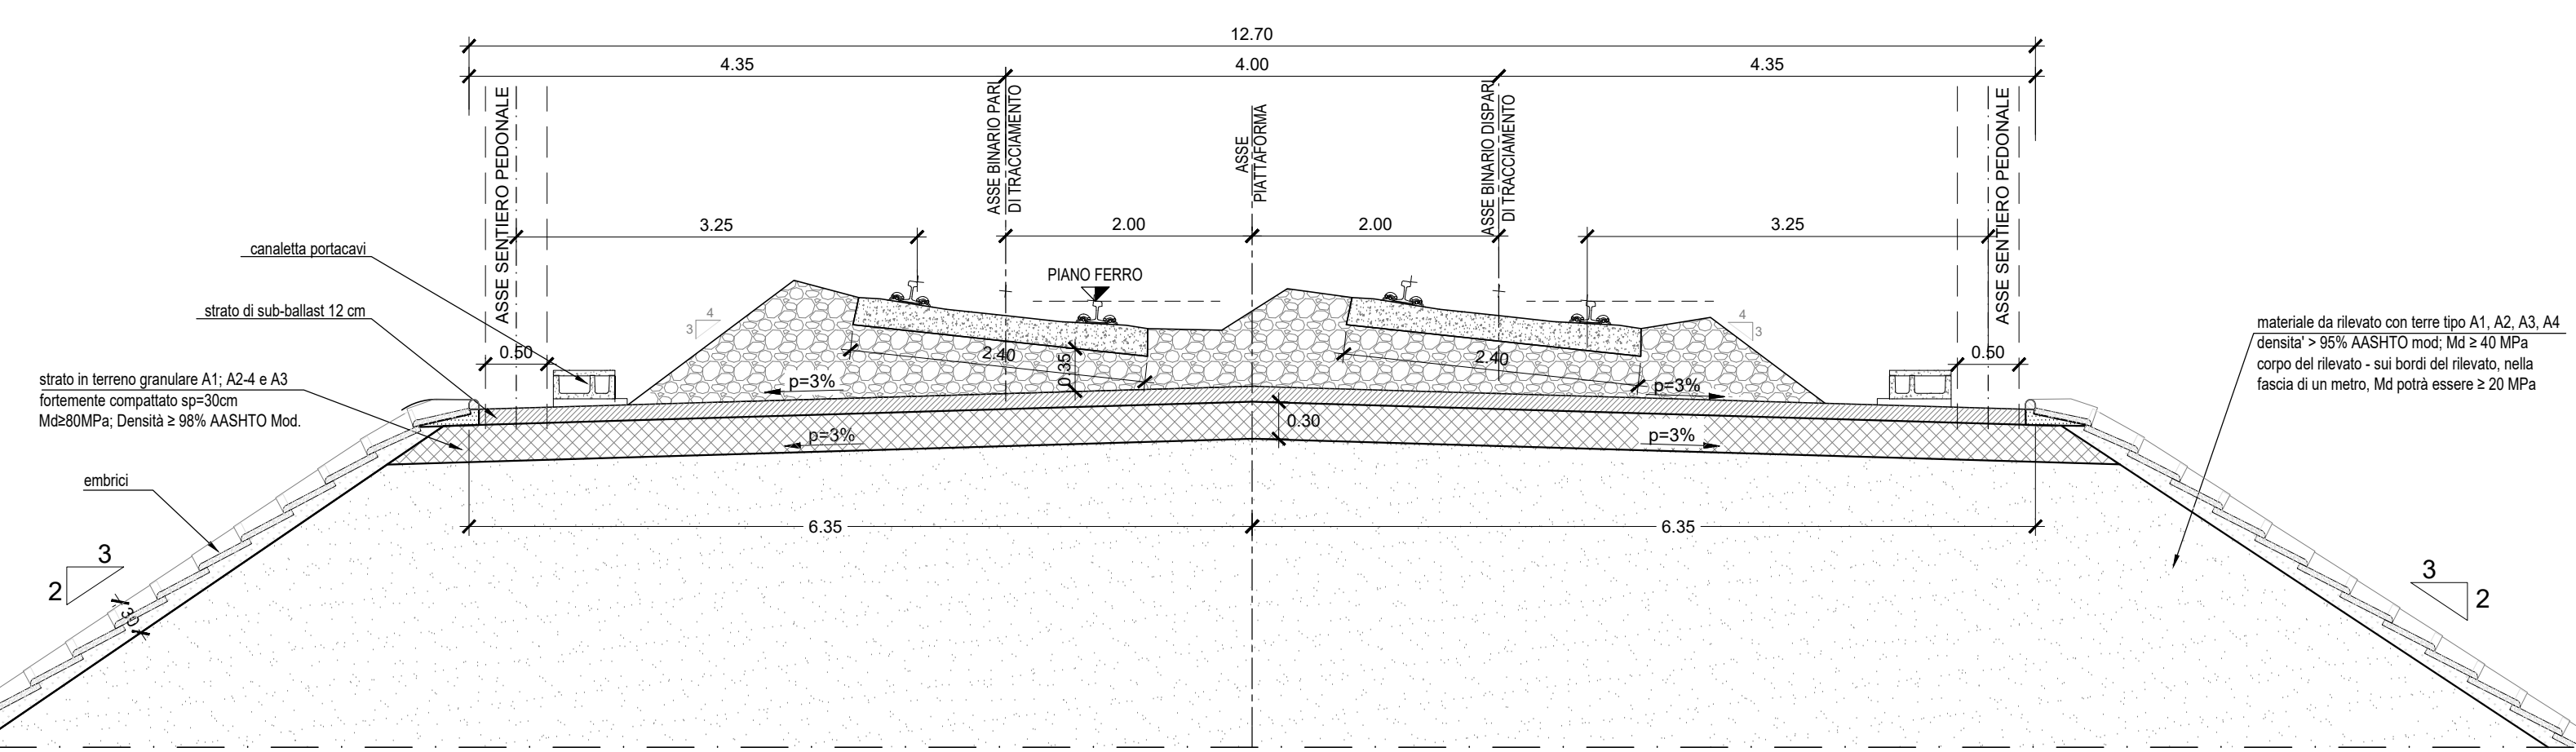 12.70
4.35
4.00
4.35
ASSE SENTIERO PEDONALE
ASSE BINARIO PARI
DI TRACCIAMENTO
ASSE
PIATTAFORMA
ASSE BINARIO DISPARI
DI TRACCIAMENTO
ASSE SENTIERO PEDONALE
3.25
2.00
2.00
3.25
canaletta portacavi
PIANO FERRO
strato di sub-ballast 12 cm
4
3
4
3
0.50
2.40
0.35
2.40
0.50
materiale da rilevato con terre tipo A1, A2, A3, A4
densita' > 95% AASHTO mod; Md ≥ 40 MPa
corpo del rilevato - sui bordi del rilevato, nella
fascia di un metro, Md potrà essere ≥ 20 MPa
strato in terreno granulare A1; A2-4 e A3
fortemente compattato sp=30cm
Md≥80MPa; Densità ≥ 98% AASHTO Mod.
p=3%
p=3%
0.30
p=3%
p=3%
embrici
6.35
6.35
3
2
30
3
2